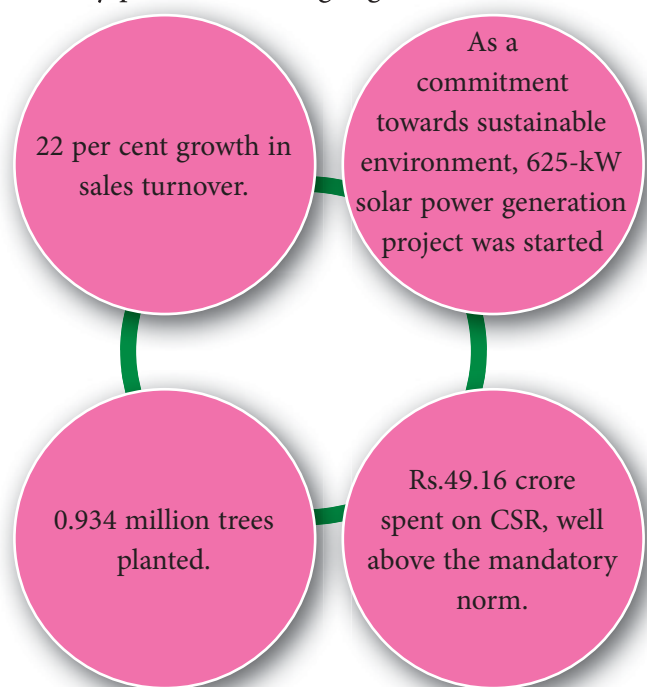 22 per cent growth in
sales turnover.
As a
commitment
towards sustainable
environment, 625-kW
solar power generation
project was started
0.934 million trees
planted.
Rs.49.16 crore
spent on CSR, well
above the mandatory
norm.